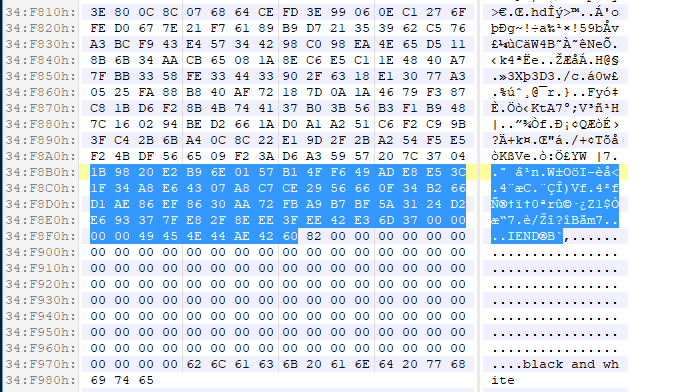 34:F810h: 3E 80 0C 8C 07 68 64 CE FD 3E 99 06 0E C1 27 6F >€.Œ.hdÎý>™..Á'o
34:F820h: FE D0 67 7E 21 F7 61 89 B9 D7 21 35 39 62 C5 76 þÐg~!÷a‰¹×!59bÅv
34:F830h: A3 BC F9 43 E4 57 34 42 98 C0 98 EA 4E 65 D5 11 £¼ùCäW4B˜À˜êNeÕ.
34:F840h: 8B 6B 34 AA CB 65 08 1A 8E C6 E5 C1 1E 48 40 A7 ‹k4ªËe..ŽÆåÁ.H@§
34:F850h: 7F BB 33 58 FE 33 44 33 90 2F 63 18 E1 30 77 A3 .»3Xþ3D3./c.á0w£
34:F860h: 05 25 FA 88 B8 40 AF 72 18 7D 0A 1A 46 79 F3 87 .%úˆ¸@¯r.}..Fyó‡
34:F870h: C8 1B D6 F2 8B 4B 74 41 37 B0 3B 56 B3 F1 B9 48 È.Öò‹KtA7°;V³ñ¹H
34:F880h: 7C 16 02 94 BE D2 66 1A D0 A1 A2 51 C6 F2 C9 9B |..”¾Òf.Ð¡¢QÆòÉ›
34:F890h: 3F C4 2B 6B A4 0C 8C 22 E1 9D 2F 2B A2 54 F5 E5 ?Ä+k¤.Œ"á./+¢Tõå
34:F8A0h: F2 4B DF 56 65 09 F2 3A D6 A3 59 57 20 7C 37 04 òKßVe.ò:Ö£YW |7.
34:F8B0h: 1B 98 20 E2 B9 6E 01 57 B1 4F F6 49 AD E8 E5 3C .˜ â¹n.W±OöI-èå<
34:F8C0h: 1F 34 A8 E6 43 07 A8 C7 CE 29 56 66 0F 34 B2 66 .4¨æC.¨ÇÎ)Vf.4²f
34:F8D0h: D1 AE 86 EF 86 30 AA 72 FB A9 B7 BF 5A 31 24 D2 Ñ®†ï†0ªrû©·¿Z1$Ò
34:F8E0h: E6 93 37 7F E8 2F 8E EE 3F EE 42 E3 6D 37 00 00 æ“7.è/Žî?îBãm7..
34:F8F0h: 00 00 49 45 4E 44 AE 42 60 82 00 00 00 00 00 00 ..IEND®B`‚......
34:F900h: 00 00 00 00 00 00 00 00 00 00 00 00 00 00 00 00 ................
34:F910h: 00 00 00 00 00 00 00 00 00 00 00 00 00 00 00 00 ................
34:F920h: 00 00 00 00 00 00 00 00 00 00 00 00 00 00 00 00 ................
34:F930h: 00 00 00 00 00 00 00 00 00 00 00 00 00 00 00 00 ................
34:F940h: 00 00 00 00 00 00 00 00 00 00 00 00 00 00 00 00 ................
34:F950h: 00 00 00 00 00 00 00 00 00 00 00 00 00 00 00 00 ................
34:F960h: 00 00 00 00 00 00 00 00 00 00 00 00 00 00 00 00 ................
34:F970h: 00 00 00 00 62 6C 61 63 6B 20 61 6E 64 20 77 68 ....black and wh
34:F980h: 69 74 65 ite